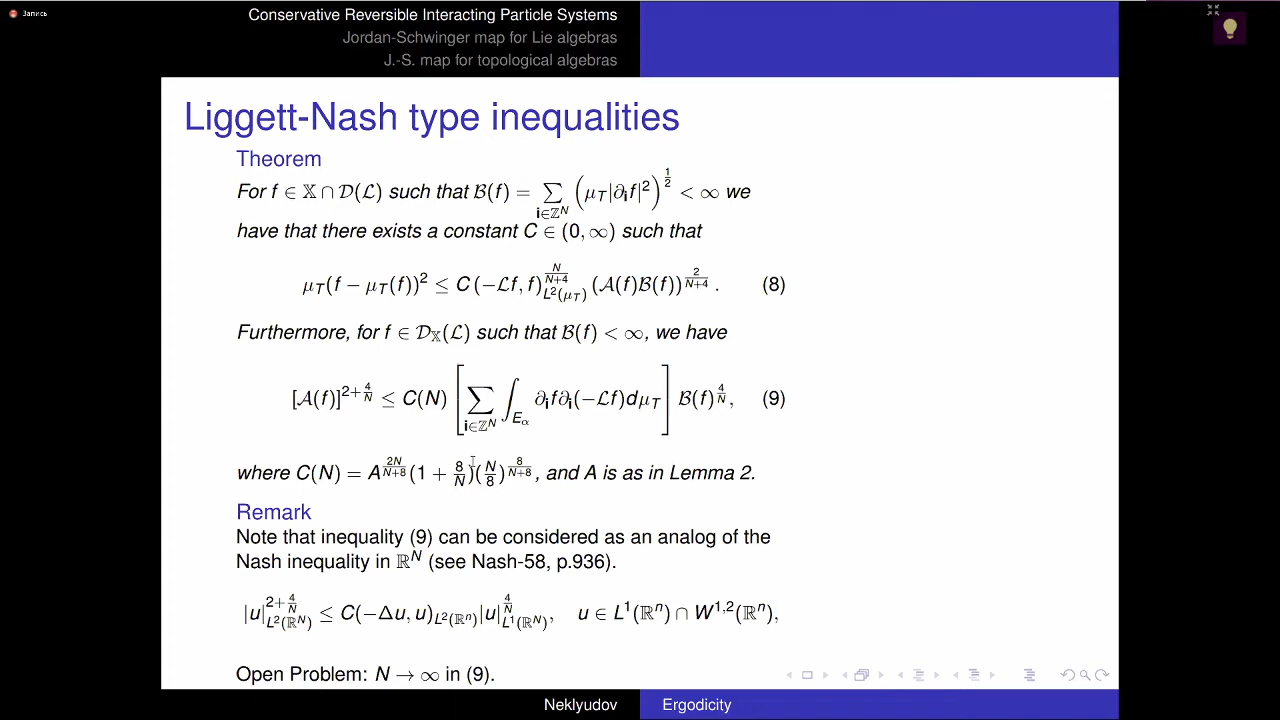 Запись
Conservative Reversible Interacting Particle Systems
Jordan-Schwinger map for Lie algebras
J.-S. map for topological algebras
Liggett-Nash type inequalities
Theorem
For f ∈ 𝕏 ∩ 𝒟(ℒ) such that ℬ(f) = ∑_{i∈ℤ^N} (μ_T|∂_i f|²)^{1/2} < ∞ we
have that there exists a constant C ∈ (0, ∞) such that
μ_T(f − μ_T(f))² ≤ C (−ℒf, f)_{L²(μ_T)}^{N/(N+4)} (𝒜(f)ℬ(f))^{2/(N+4)} . (8)
Furthermore, for f ∈ 𝒟_𝕏(ℒ) such that ℬ(f) < ∞, we have
[𝒜(f)]^{2+4/N} ≤ C(N) [∑_{i∈ℤ^N} ∫_{E_α} ∂_i f ∂_i(−ℒf)dμ_T] ℬ(f)^{4/N}, (9)
where C(N) = A^{2N/(N+8)} (1 + 8/N)(N/8)^{8/(N+8)}, and A is as in Lemma 2.
Remark
Note that inequality (9) can be considered as an analog of the
Nash inequality in ℝ^N (see Nash-58, p.936).
|u|_{L²(ℝ^N)}^{2+4/N} ≤ C(−Δu, u)_{L²(ℝ^n)} |u|_{L¹(ℝ^N)}^{4/N}, u ∈ L¹(ℝ^n) ∩ W^{1,2}(ℝ^n),
Open Problem: N → ∞ in (9).
Neklyudov Ergodicity